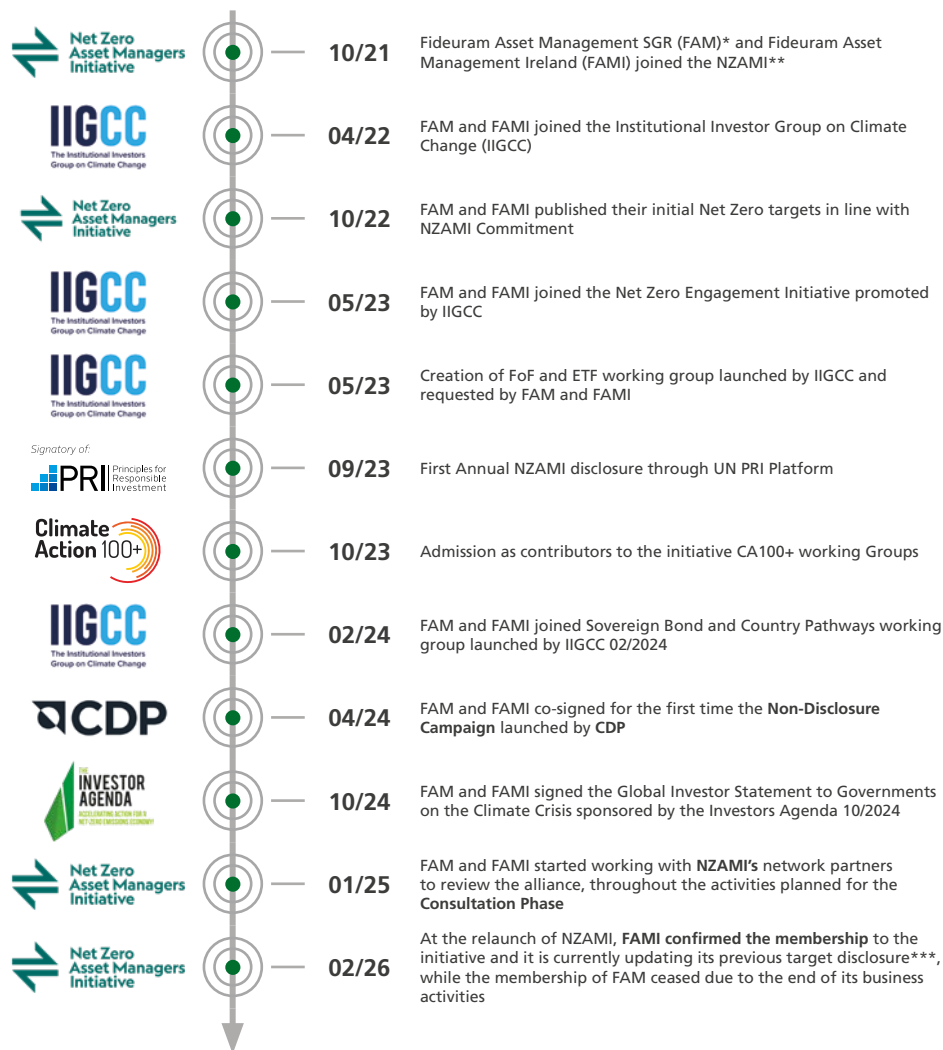 Net Zero
Asset Managers
Initiative
10/21
Fideuram Asset Management SGR (FAM)* and Fideuram Asset
Management Ireland (FAMI) joined the NZAMI**
IIGCC
The Institutional Investors
Group on Climate Change
04/22
FAM and FAMI joined the Institutional Investor Group on Climate
Change (IIGCC)
Net Zero
Asset Managers
Initiative
10/22
FAM and FAMI published their initial Net Zero targets in line with
NZAMI Commitment
IIGCC
The Institutional Investors
Group on Climate Change
05/23
FAM and FAMI joined the Net Zero Engagement Initiative promoted
by IIGCC
IIGCC
The Institutional Investors
Group on Climate Change
05/23
Creation of FoF and ETF working group launched by IIGCC and
requested by FAM and FAMI
Signatory of:
PRI
Principles for
Responsible
Investment
09/23
First Annual NZAMI disclosure through UN PRI Platform
Climate
Action 100+
10/23
Admission as contributors to the initiative CA100+ working Groups
IIGCC
The Institutional Investors
Group on Climate Change
02/24
FAM and FAMI joined Sovereign Bond and Country Pathways working
group launched by IIGCC 02/2024
CDP
04/24
FAM and FAMI co-signed for the first time the Non-Disclosure
Campaign launched by CDP
THE
INVESTOR
AGENDA
ACCELERATING ACTION FOR A
NET-ZERO EMISSIONS ECONOMY
10/24
FAM and FAMI signed the Global Investor Statement to Governments
on the Climate Crisis sponsored by the Investors Agenda 10/2024
Net Zero
Asset Managers
Initiative
01/25
FAM and FAMI started working with NZAMI's network partners
to review the alliance, throughout the activities planned for the
Consultation Phase
Net Zero
Asset Managers
Initiative
02/26
At the relaunch of NZAMI, FAMI confirmed the membership to the
initiative and it is currently updating its previous target disclosure***,
while the membership of FAM ceased due to the end of its business
activities